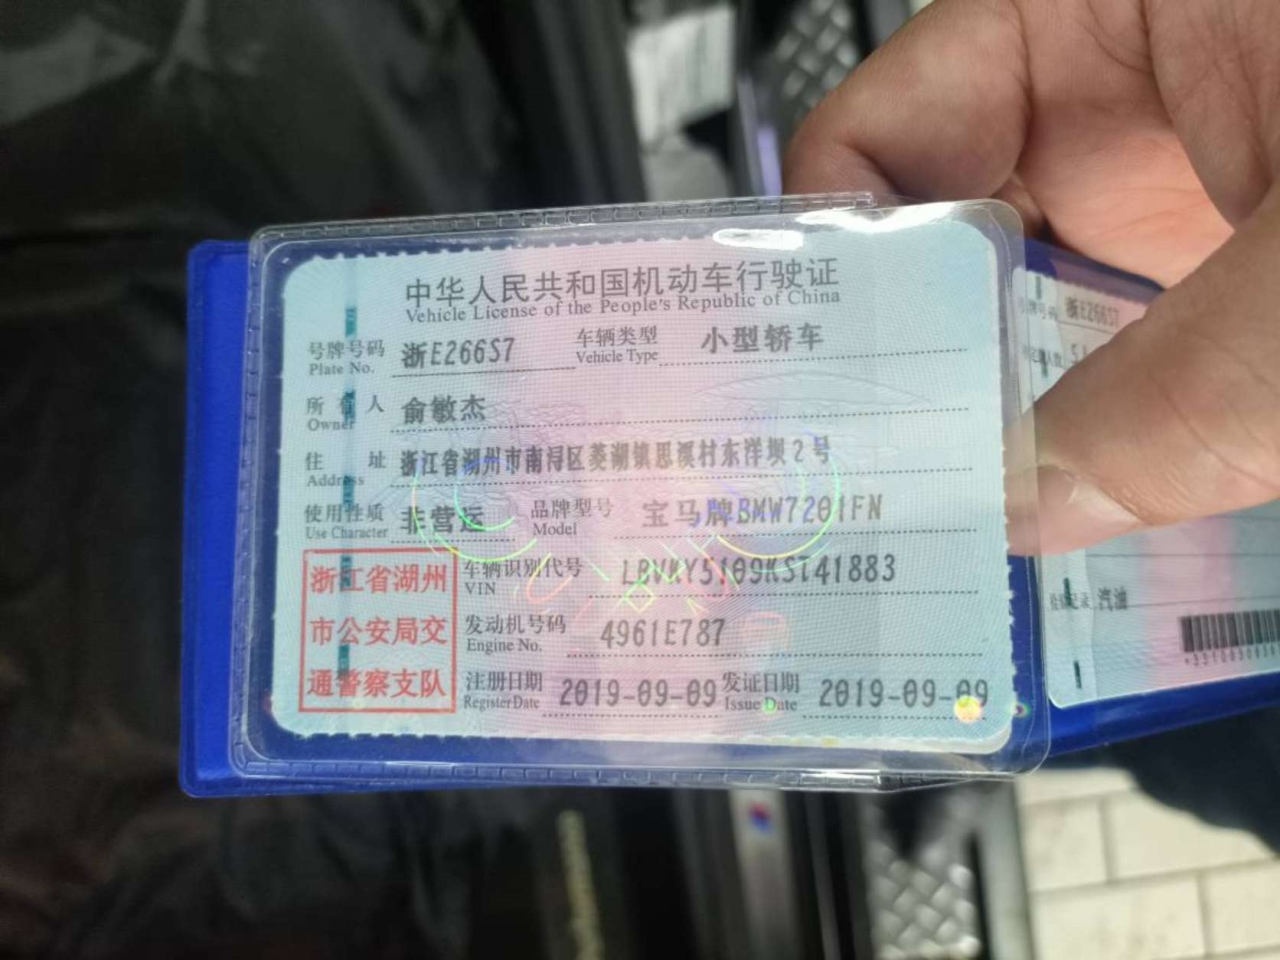 中华人民共和国机动车行驶证
Vehicle License of the People's Republic of China
号牌号码 浙E266S7 车辆类型 小型轿车
Plate No. Vehicle Type
所有人 俞敏杰
Owner
住址 浙江省湖州市南浔区菱湖镇思溪村东洋坝2号
Address
使用性质 非营运 品牌型号 宝马牌BMW7201FN
Use Character Model
浙江省湖州
市公安局交
通警察支队
车辆识别代号 LBVKY5109KST41883
VIN
发动机号码 4961E787
Engine No.
注册日期 2019-09-09 发证日期 2019-09-09
Register Date Issue Date
浙E266S7
汽油